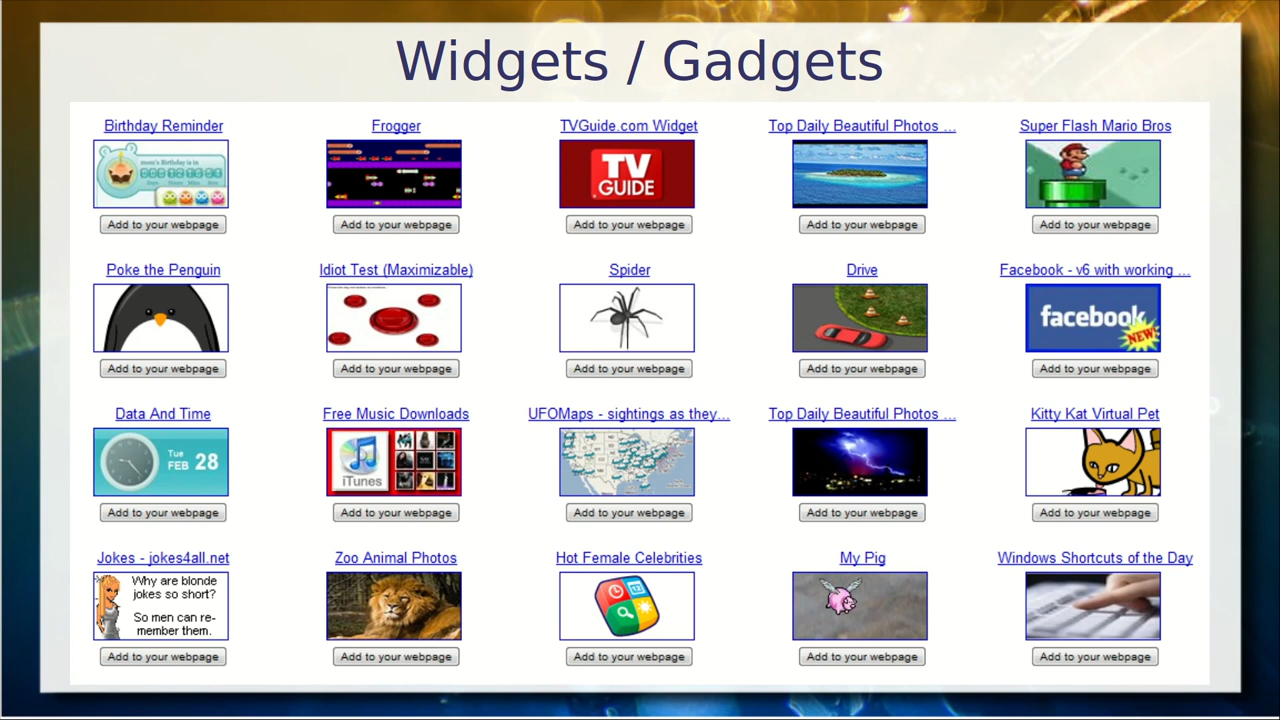 Widgets / Gadgets
Birthday Reminder Frogger TVGuide.com Widget Top Daily Beautiful Photos ... Super Flash Mario Bros
mom's Birthday is in
Days Hours Mins
TV
GUIDE
Add to your webpage Add to your webpage Add to your webpage Add to your webpage Add to your webpage
Poke the Penguin Idiot Test (Maximizable) Spider Drive Facebook - v6 with working ...
facebook
NEW!
Add to your webpage Add to your webpage Add to your webpage Add to your webpage Add to your webpage
Data And Time Free Music Downloads UFOMaps - sightings as they... Top Daily Beautiful Photos ... Kitty Kat Virtual Pet
Tue
FEB 28
iTunes
Add to your webpage Add to your webpage Add to your webpage Add to your webpage Add to your webpage
Jokes - jokes4all.net Zoo Animal Photos Hot Female Celebrities My Pig Windows Shortcuts of the Day
Why are blonde
jokes so short?
So men can re-
member them.
12
Add to your webpage Add to your webpage Add to your webpage Add to your webpage Add to your webpage